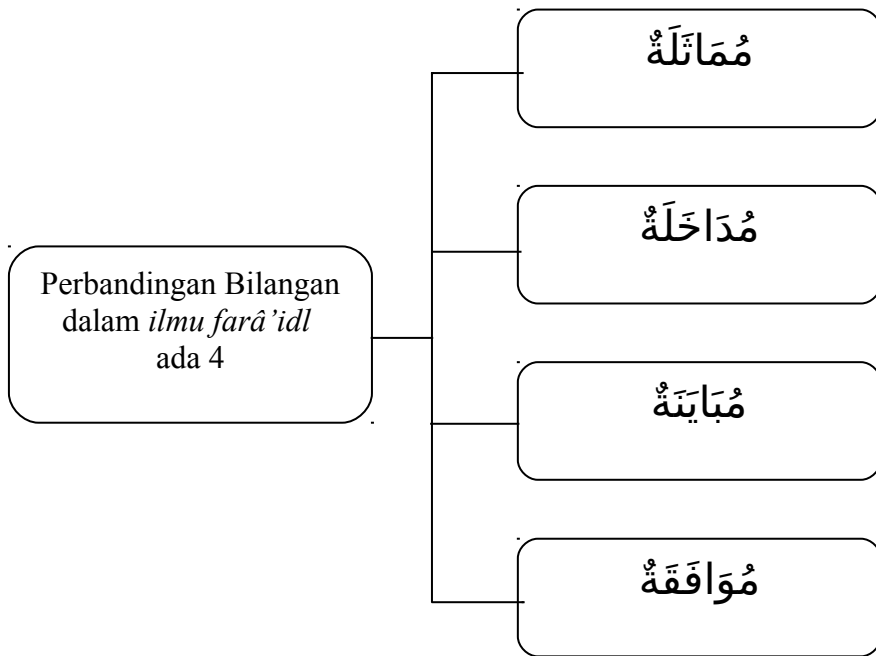 Perbandingan Bilangan
dalam ilmu farâ’idl
ada 4
مُمَاثَلَةٌ
مُدَاخَلَةٌ
مُبَايَنَةٌ
مُوَافَقَةٌ